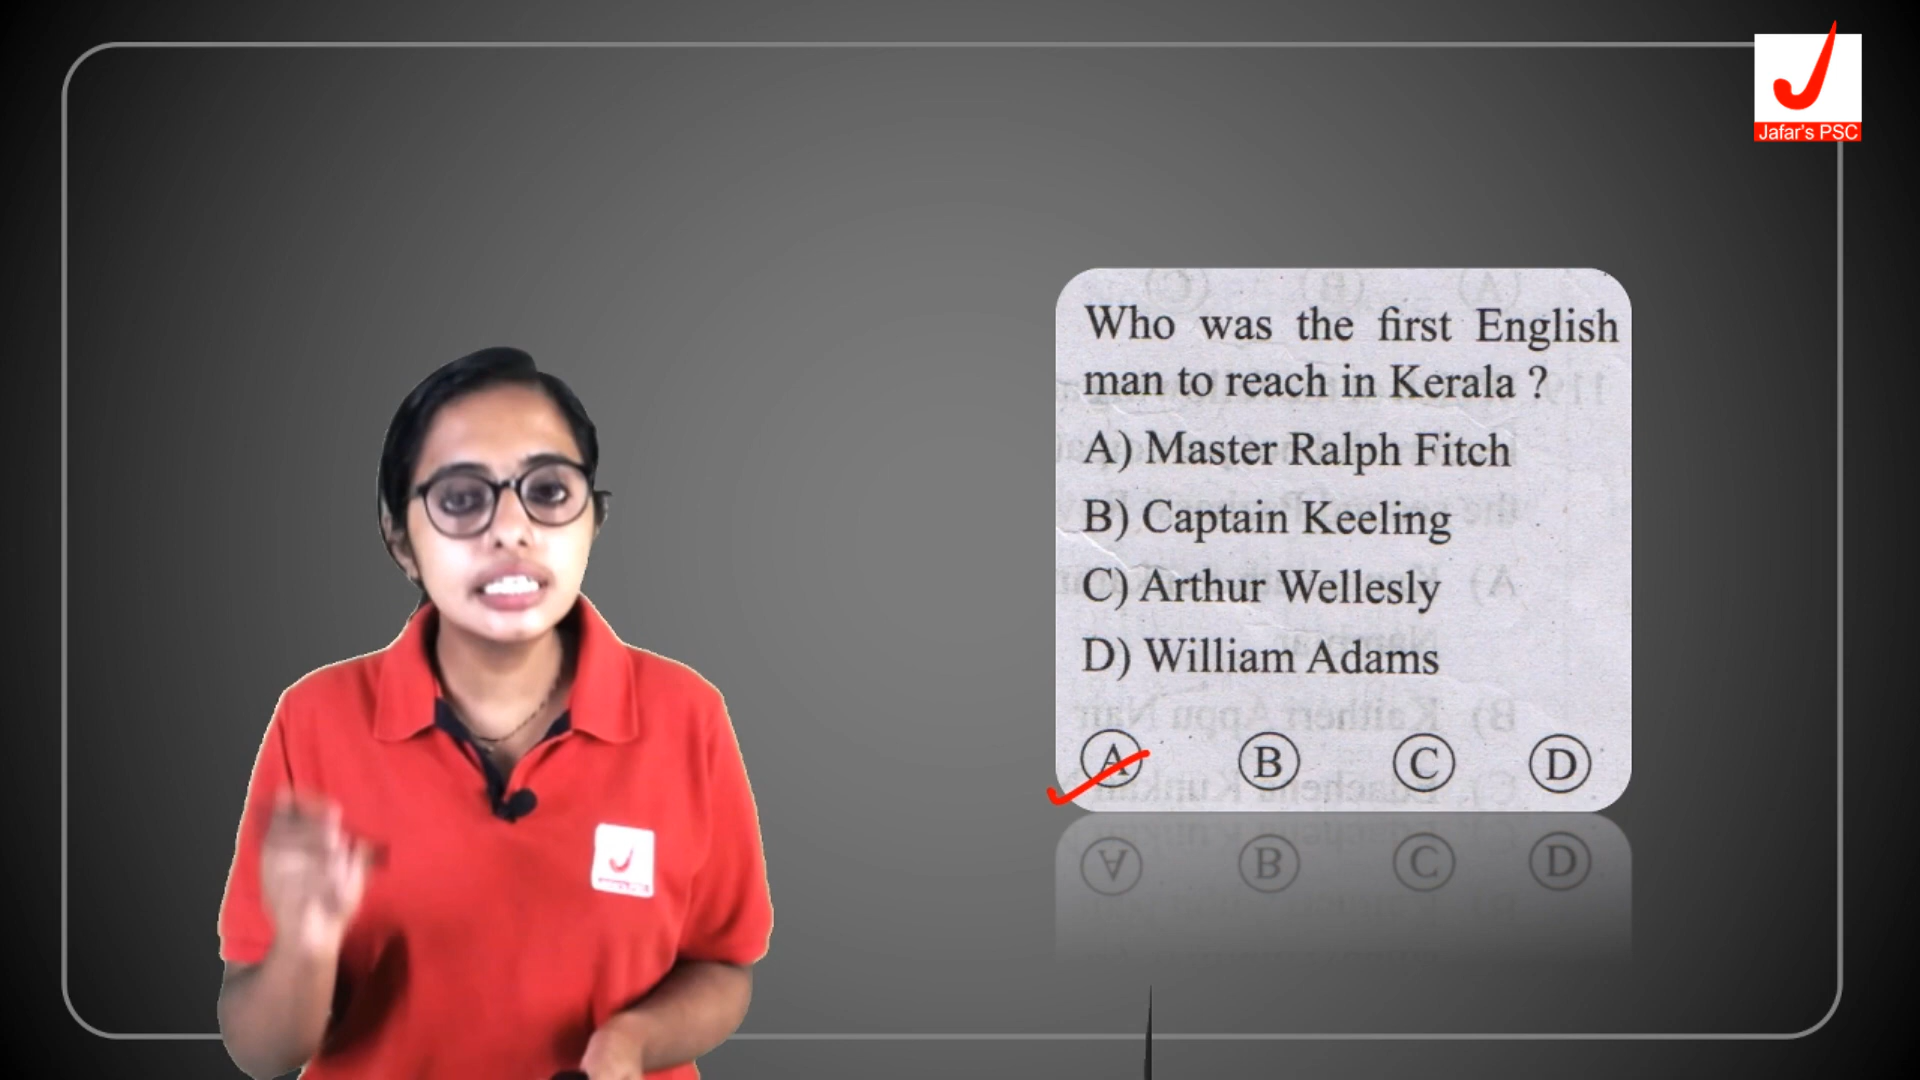 Jafar's PSC
Who was the first English
man to reach in Kerala ?
A) Master Ralph Fitch
B) Captain Keeling
C) Arthur Wellesly
D) William Adams
A B C D